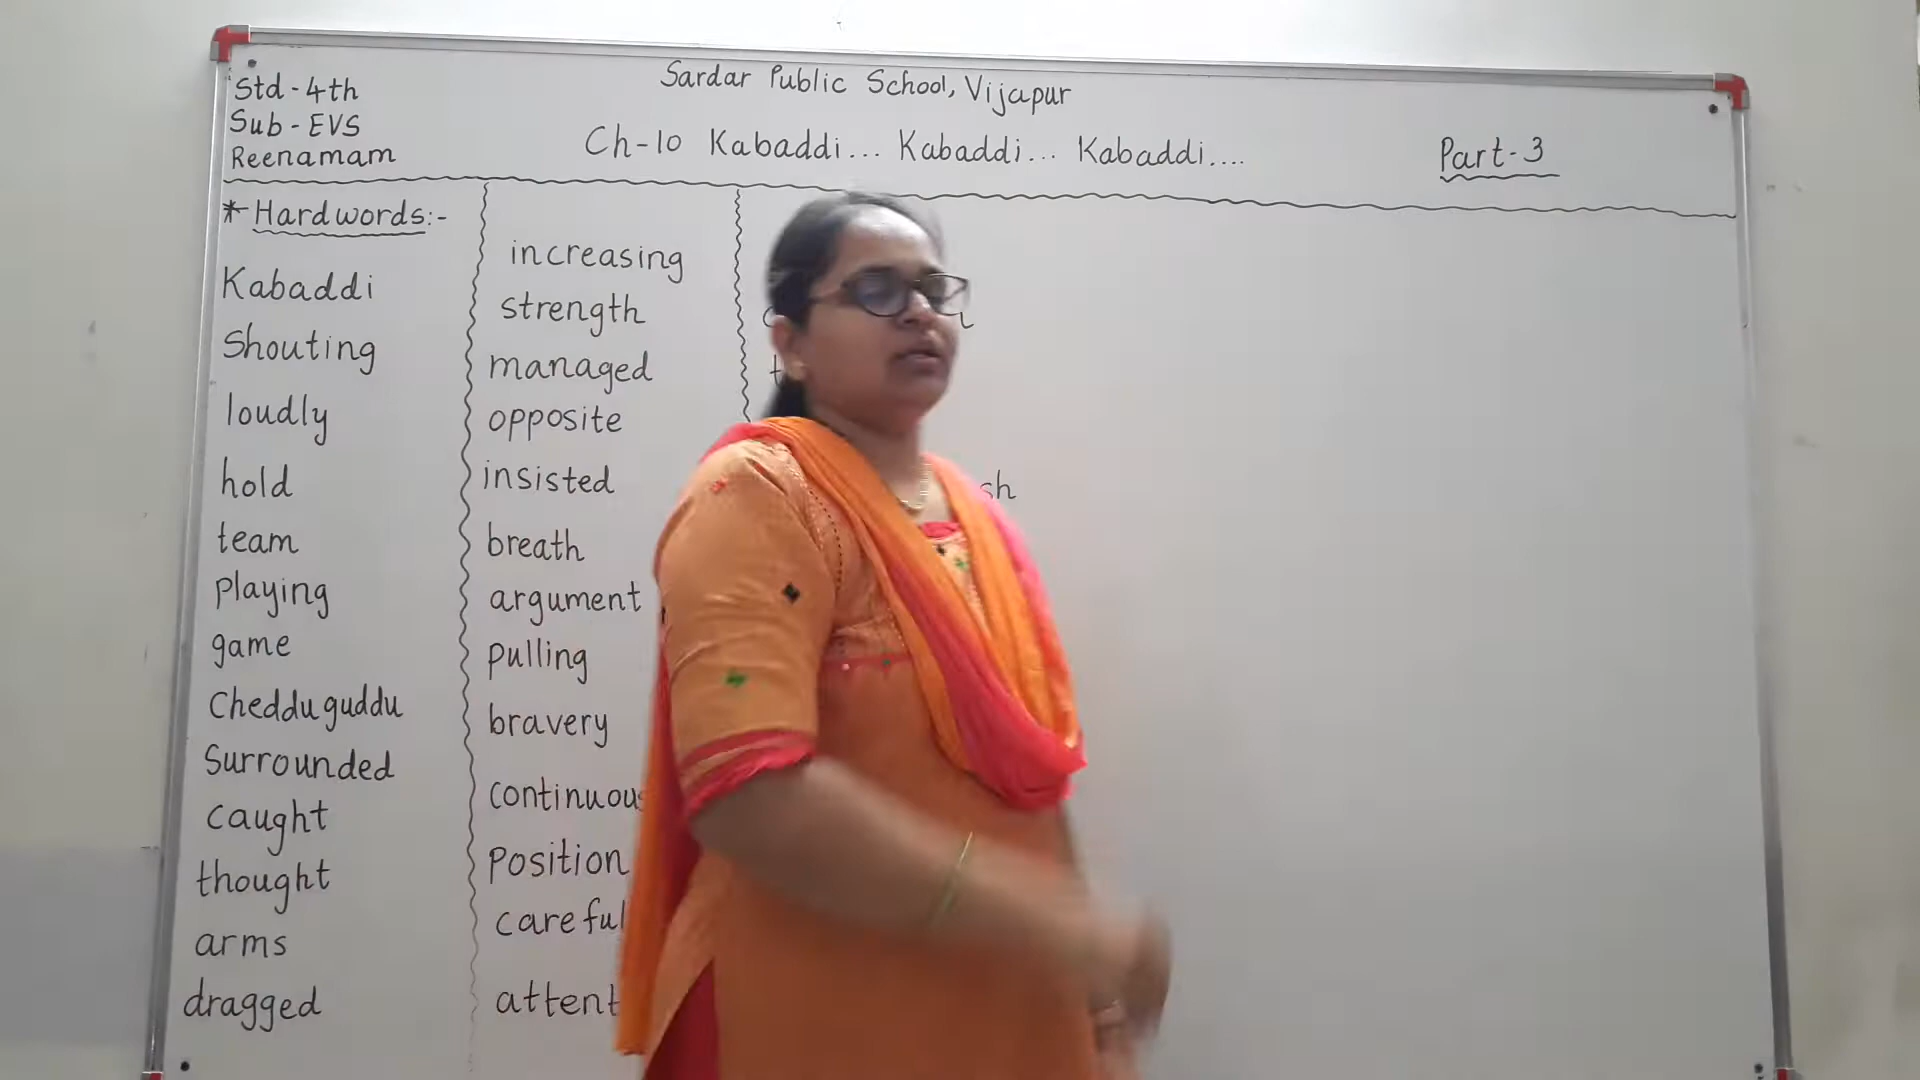 Std-4th
Sub-EVS
Reenamam
Sardar Public School, Vijapur
Ch-10 Kabaddi... Kabaddi... Kabaddi....
Part-3
* Hardwords:-
Kabaddi
Shouting
loudly
hold
team
Playing
game
Chedduguddu
Surrounded
caught
thought
arms
dragged
increasing
strength
managed
opposite
insisted
breath
argument
pulling
bravery
Position